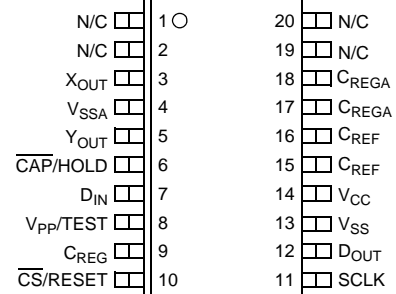 N/C 1 20 N/C
N/C 2 19 N/C
XOUT 3 18 CREGA
VSSA 4 17 CREGA
YOUT 5 16 CREF
CAP/HOLD 6 15 CREF
DIN 7 14 VCC
VPP/TEST 8 13 VSS
CREG 9 12 DOUT
CS/RESET 10 11 SCLK